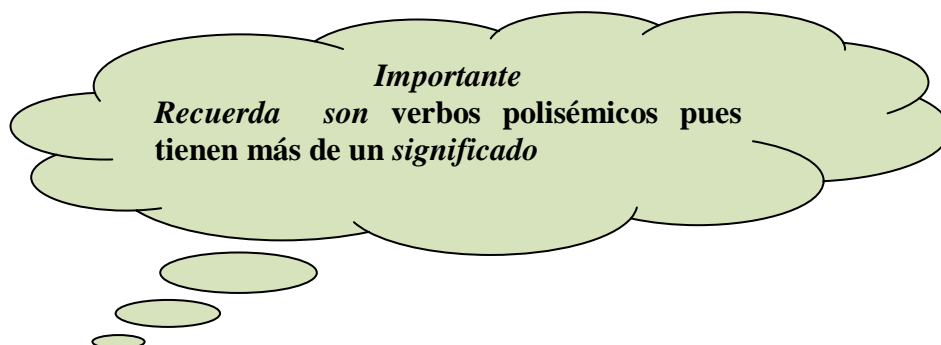 Importante
Recuerda son verbos polisémicos pues
tienen más de un significado